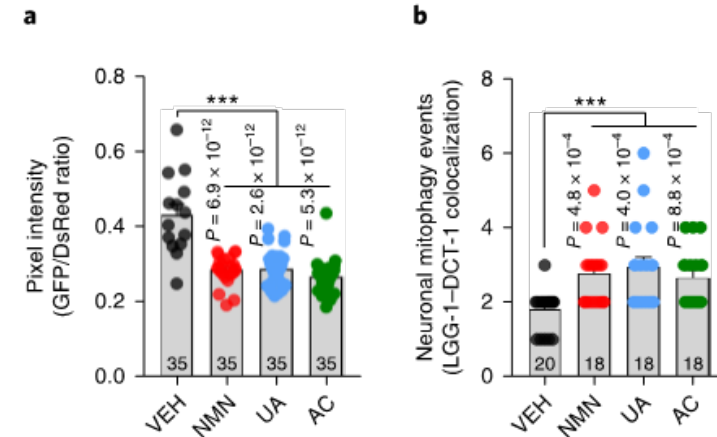 a
Pixel intensity
(GFP/DsRed ratio)
0.8
0.6
0.4
0.2
0.0
***
P = 6.9 × 10⁻¹²
P = 2.6 × 10⁻¹²
P = 5.3 × 10⁻¹²
35 35 35 35
VEH NMN UA AC
b
Neuronal mitophagy events
(LGG-1–DCT-1 colocalization)
8
6
4
2
0
***
P = 4.8 × 10⁻⁴
P = 4.0 × 10⁻⁴
P = 8.8 × 10⁻⁴
20 18 18 18
VEH NMN UA AC